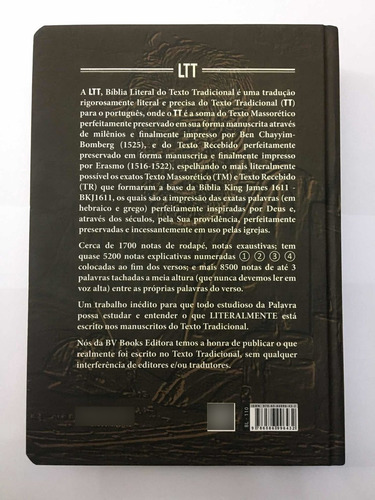 LTT
A LTT, Bíblia Literal do Texto Tradicional é uma tradução
rigorosamente literal e precisa do Texto Tradicional (TT)
para o português, onde o TT é a soma do Texto Massorético
perfeitamente preservado em sua forma manuscrita através
de milênios e finalmente impresso por Ben Chayyim-
Bomberg (1525), e do Texto Recebido perfeitamente
preservado em forma manuscrita e finalmente impresso
por Erasmo (1516-1522), espelhando o mais literalmente
possível os exatos Texto Massorético (TM) e Texto Recebido
(TR) que formaram a base da Bíblia King James 1611 -
BKJ1611, os quais são a impressão das exatas palavras (em
hebraico e grego) perfeitamente inspiradas por Deus e,
através dos séculos, pela Sua providência, perfeitamente
preservadas e incessantemente em uso pelas igrejas.
Cerca de 1700 notas de rodapé, notas exaustivas; tem
quase 5200 notas explicativas numeradas ① ② ③ ④
colocadas ao fim dos versos; e mais 8500 notas de até 3
palavras tachadas a meia altura (que nunca devemos ler em
voz alta) entre as próprias palavras do verso.
Um trabalho inédito para que todo estudioso da Palavra
possa estudar e entender o que LITERALMENTE está
escrito nos manuscritos do Texto Tradicional.
Nós da BV Books Editora temos a honra de publicar o que
realmente foi escrito no Texto Tradicional, sem qualquer
interferência de editores e/ou tradutores.
BL-110